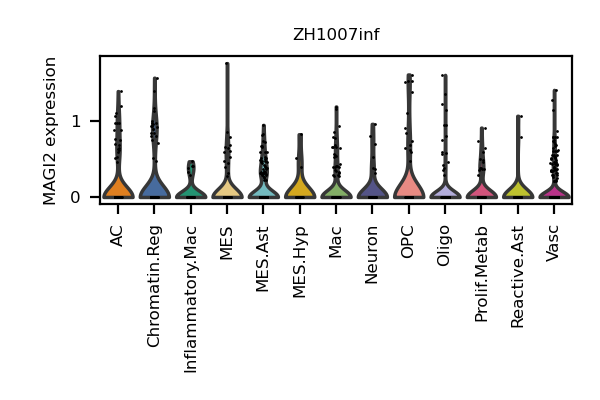 ZH1007inf
MAGI2 expression
1
0
AC
Chromatin.Reg
Inflammatory.Mac
MES
MES.Ast
MES.Hyp
Mac
Neuron
OPC
Oligo
Prolif.Metab
Reactive.Ast
Vasc